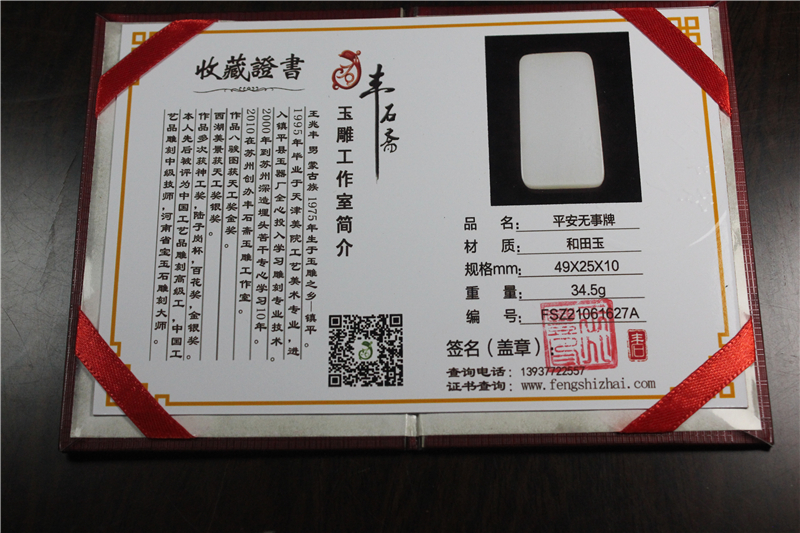 收藏證書
丰石斋
玉雕工作室简介
王兆丰 男 蒙古族 1975年生于玉雕之乡—镇平。
1995年毕业于天津美院工艺美术专业，进
入镇平县玉器厂全心投入学习雕刻专业技术。
2000年到苏州深造埋头苦干专心学习10年。
2010在苏州创办丰石斋玉雕工作室。
作品八骏图获天工奖金奖。
西湖美景获天工奖银奖。
作品多次获神工奖，陆子岗杯，百花奖，金银奖。
本人先后被评为中国工艺品雕刻高级工，中国工
艺品雕刻中级技师，河南省宝玉石雕刻大师。
品 名： 平安无事牌
材 质： 和田玉
规格mm： 49X25X10
重 量： 34.5g
编 号： FSZ21061627A
签名（盖章）：
查询电话： 13937722557
证书查询： www.fengshizhai.com